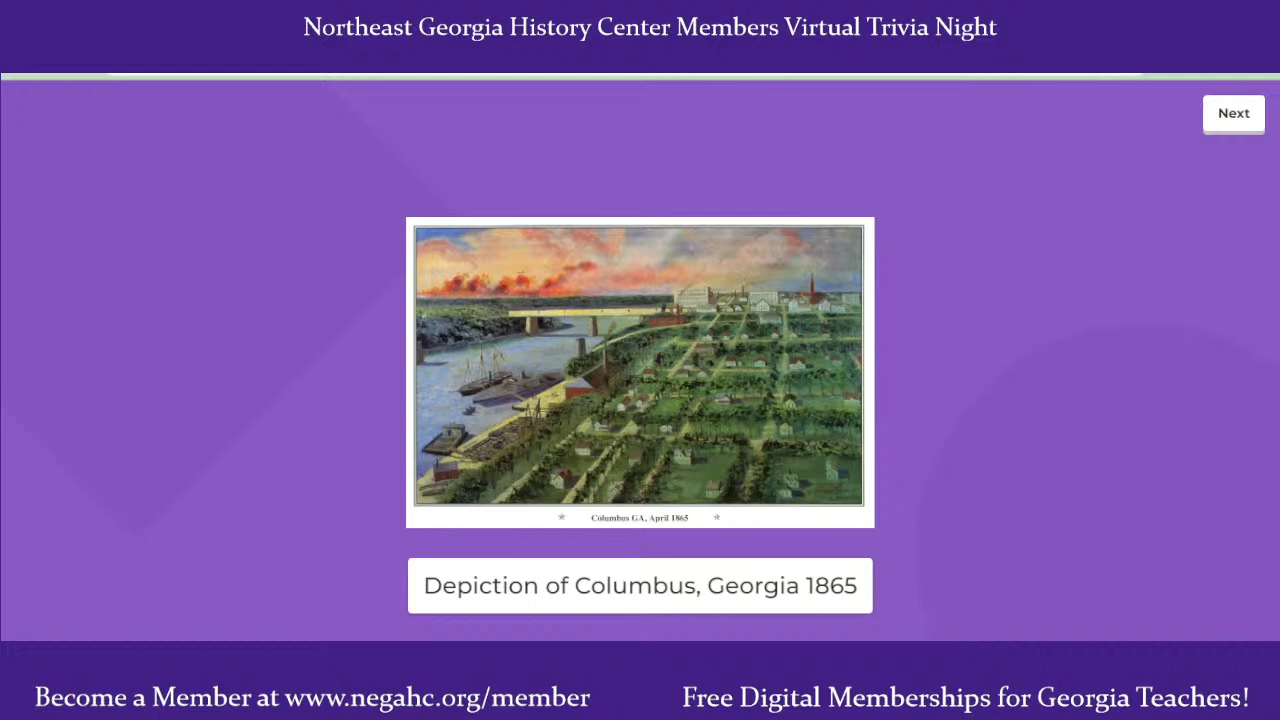 Northeast Georgia History Center Members Virtual Trivia Night
Next
Columbus GA, April 1865
Depiction of Columbus, Georgia 1865
Become a Member at www.negahc.org/member
Free Digital Memberships for Georgia Teachers!